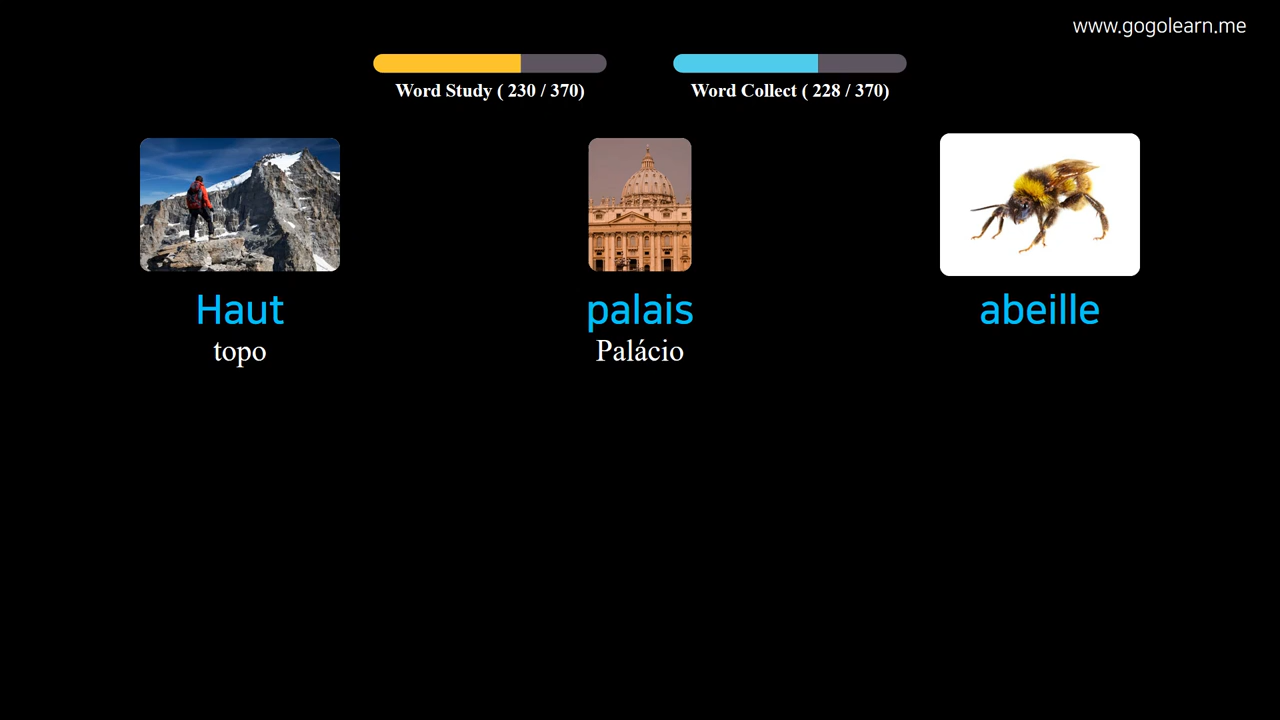 www.gogolearn.me
Word Study ( 230 / 370)
Word Collect ( 228 / 370)
Haut
topo
palais
Palácio
abeille